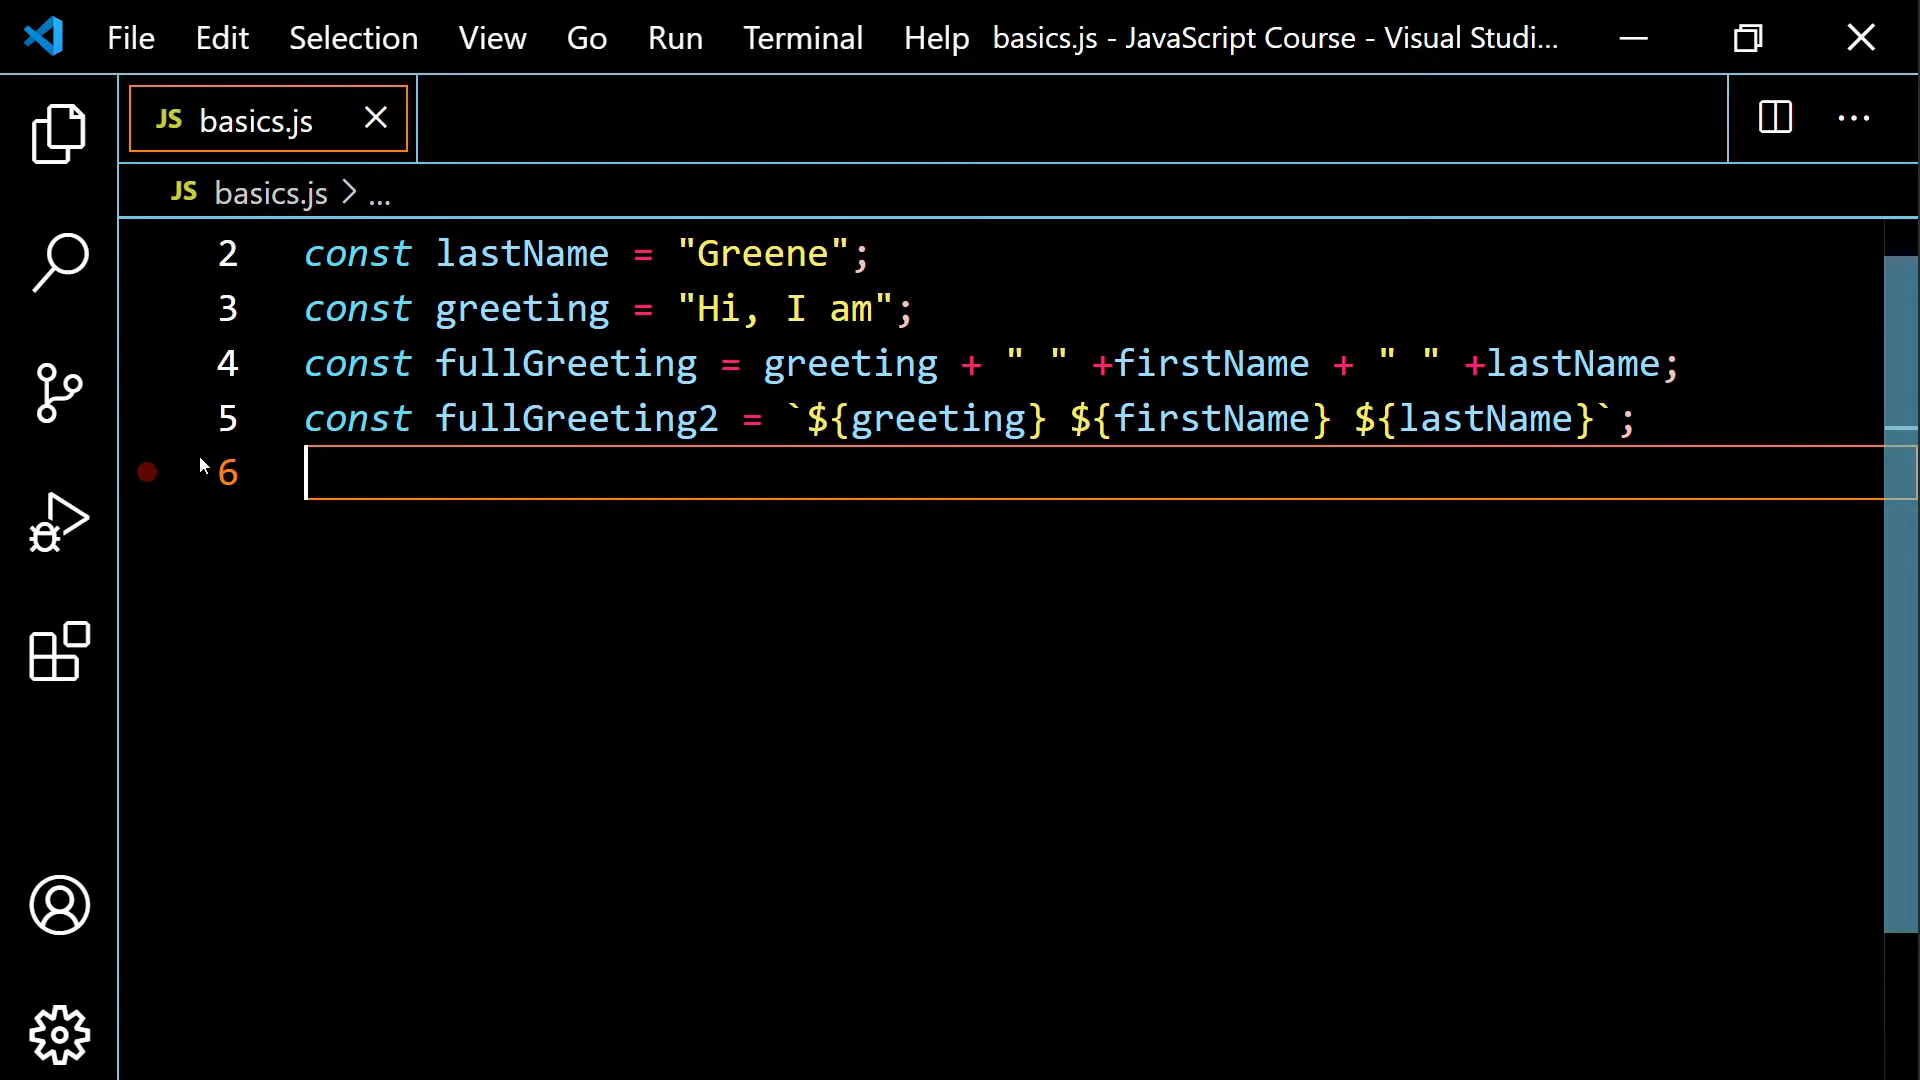 File Edit Selection View Go Run Terminal Help basics.js - JavaScript Course - Visual Studi...
JS basics.js
JS basics.js > ...
2 const lastName = "Greene";
3 const greeting = "Hi, I am";
4 const fullGreeting = greeting + " " +firstName + " " +lastName;
5 const fullGreeting2 = `${greeting} ${firstName} ${lastName}`;
6